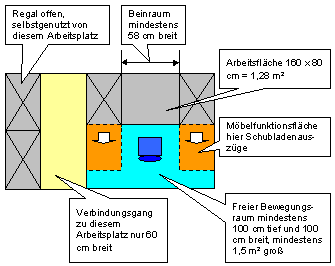 Regal offen,
selbstgenutzt von
diesem Arbeitsplatz
Beinraum
mindestens
58 cm breit
Arbeitsfläche 160 x 80
cm = 1,28 m²
Möbelfunktionsfläche
hier Schubladenaus-
züge
Verbindungsgang
zu diesem
Arbeitsplatz nur 60
cm breit
Freier Bewegungs-
raum mindestens
100 cm tief und 100
cm breit, mindestens
1,5 m² groß